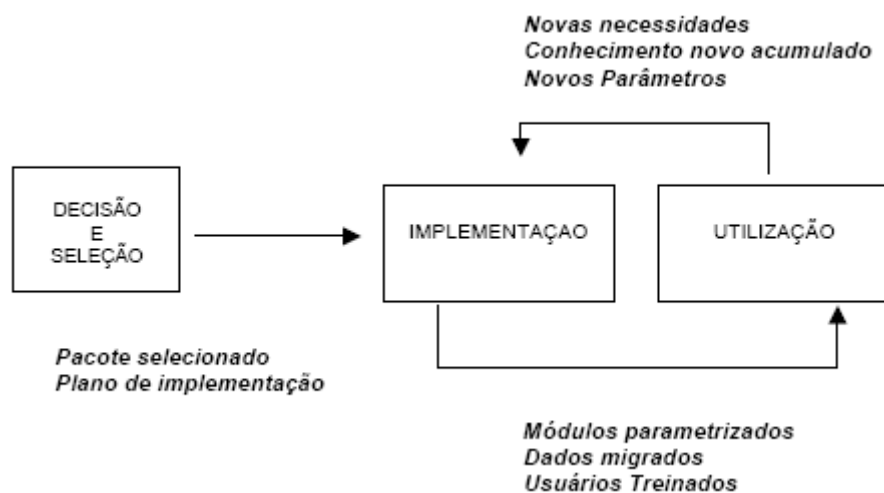 Novas necessidades
Conhecimento novo acumulado
Novos Parâmetros
DECISÃO
E
SELEÇÃO
IMPLEMENTAÇAO
UTILIZAÇÃO
Pacote selecionado
Plano de implementação
Módulos parametrizados
Dados migrados
Usuários Treinados